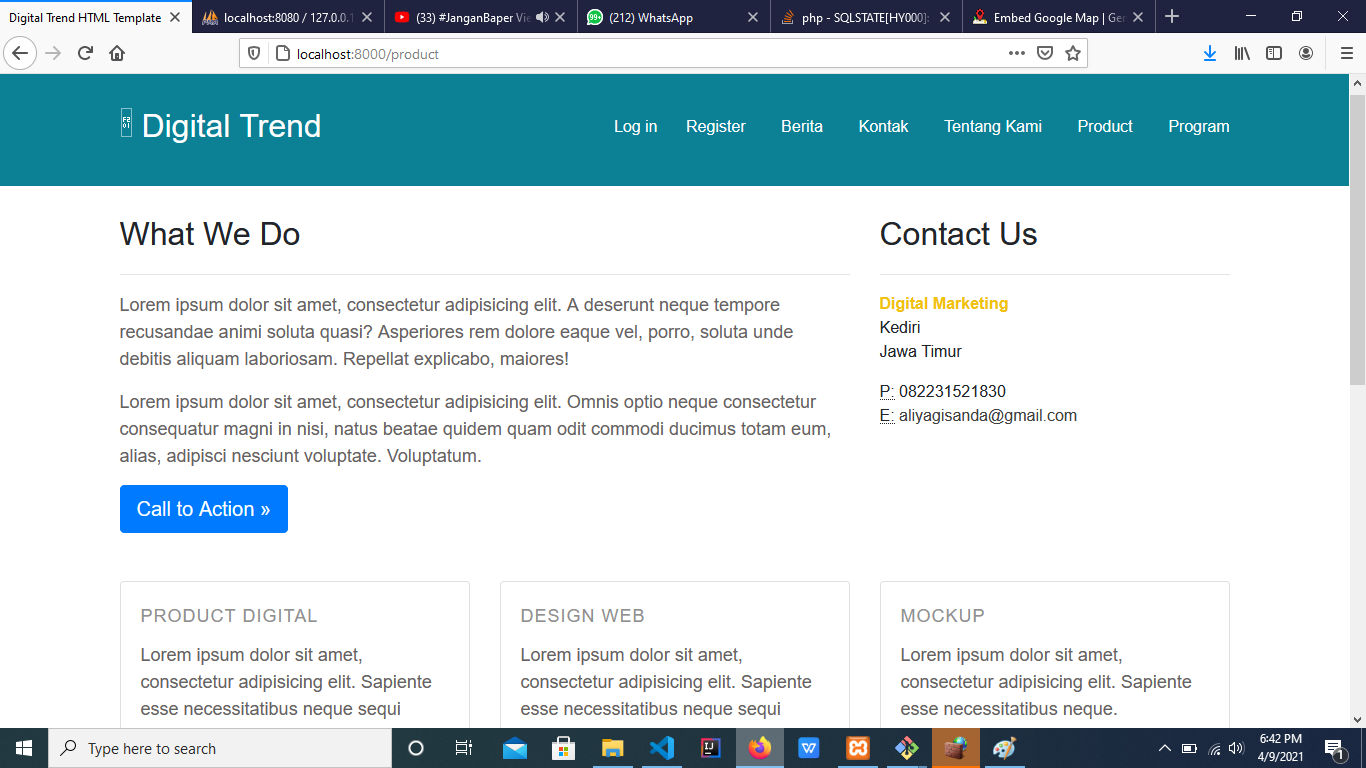 Digital Trend HTML Template
localhost:8080 / 127.0.0.1
(33) #JanganBaper Vie
99+
(212) WhatsApp
php - SQLSTATE[HY000]:
Embed Google Map | Ger
localhost:8000/product
Digital Trend
Log in
Register
Berita
Kontak
Tentang Kami
Product
Program
What We Do
Lorem ipsum dolor sit amet, consectetur adipisicing elit. A deserunt neque tempore
recusandae animi soluta quasi? Asperiores rem dolore eaque vel, porro, soluta unde
debitis aliquam laboriosam. Repellat explicabo, maiores!
Lorem ipsum dolor sit amet, consectetur adipisicing elit. Omnis optio neque consectetur
consequatur magni in nisi, natus beatae quidem quam odit commodi ducimus totam eum,
alias, adipisci nesciunt voluptate. Voluptatum.
Call to Action »
Contact Us
Digital Marketing
Kediri
Jawa Timur
P: 082231521830
E: aliyagisanda@gmail.com
PRODUCT DIGITAL
Lorem ipsum dolor sit amet,
consectetur adipisicing elit. Sapiente
esse necessitatibus neque sequi
DESIGN WEB
Lorem ipsum dolor sit amet,
consectetur adipisicing elit. Sapiente
esse necessitatibus neque sequi
MOCKUP
Lorem ipsum dolor sit amet,
consectetur adipisicing elit. Sapiente
esse necessitatibus neque.
Type here to search
6:42 PM
4/9/2021
1